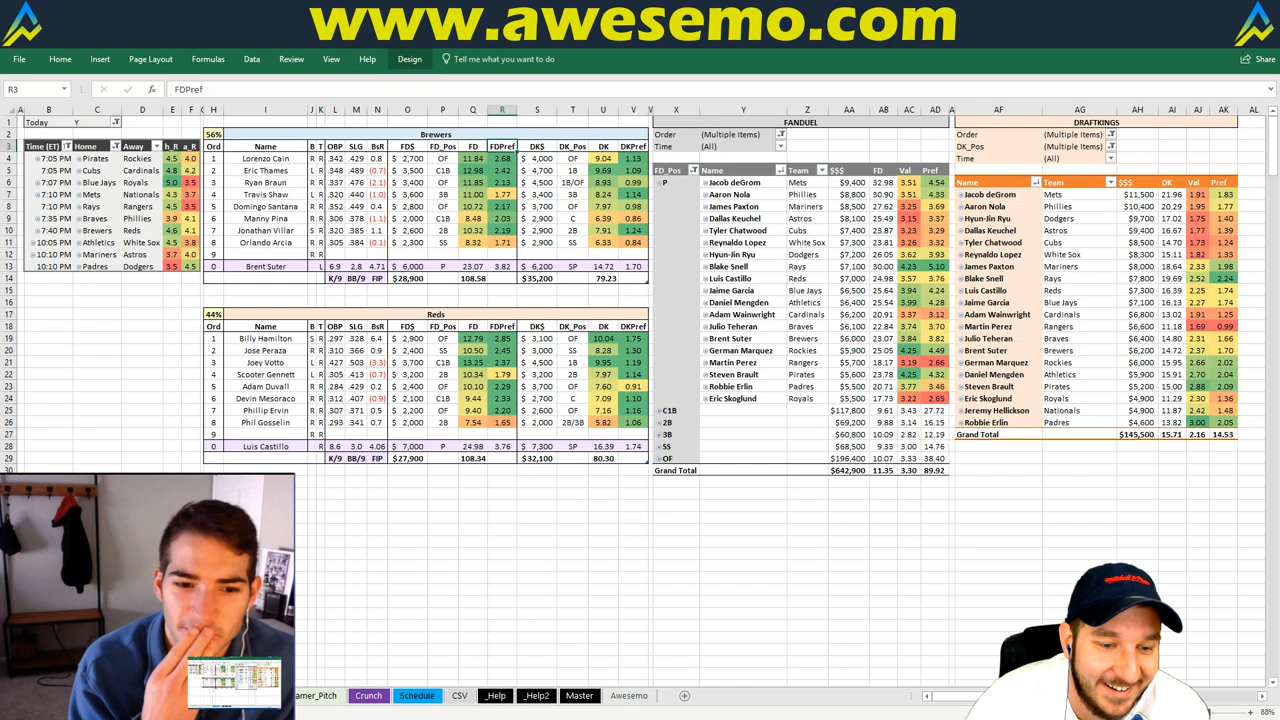 www.awesemo.com
File Home Insert Page Layout Formulas Data Review View Help Design Tell me what you want to do Share
R3 FDPref
Today Y
Time (ET) Home Away h_R a_R
7:05 PM Pirates Rockies 4.5 4.0
7:05 PM Cubs Cardinals 4.8 4.2
7:07 PM Blue Jays Royals 5.0 3.5
7:10 PM Mets Nationals 4.3 3.7
7:10 PM Rays Rangers 4.5 3.5
7:35 PM Braves Phillies 3.9 4.1
7:40 PM Brewers Reds 4.6 4.1
10:05 PM Athletics White Sox 4.5 3.8
10:10 PM Mariners Astros 3.7 4.0
10:10 PM Padres Dodgers 3.5 4.5
56% Brewers
Ord Name B T OBP SLG BsR FD$ FD_Pos FD FDPref DK$ DK_Pos DK DKPref
1 Lorenzo Cain R R .342 .429 0.8 $ 2,700 OF 11.84 2.68 $ 4,000 OF 9.04 1.13
2 Eric Thames L R .343 .489 (0.7) $ 3,500 C1B 12.98 2.42 $ 4,700 1B 9.69 1.09
3 Ryan Braun R R .337 .476 (0.1) $ 3,400 OF 11.85 2.13 $ 4,500 1B/OF 8.93 0.99
4 Travis Shaw L R .332 .464 (0.7) $ 3,700 3B 11.00 1.77 $ 4,400 3B 8.24 1.14
5 Domingo Santana R R .320 .440 (1.0) $ 3,400 OF 10.72 2.17 $ 3,700 OF 7.97 0.98
6 Manny Pina R R .306 .378 (1.1) $ 2,400 C1B 8.48 2.03 $ 2,900 C 6.39 0.86
7 Jonathan Villar S R .320 .385 1.1 $ 2,500 2B 10.32 2.19 $ 3,900 2B 7.91 1.24
8 Orlando Arcia R R .305 .384 (0.1) $ 2,300 SS 8.32 1.71 $ 2,900 SS 6.33 0.84
9 R R
0 Brent Suter L 6.9 2.8 4.71 $ 6,000 P 23.07 3.82 $ 6,200 SP 14.72 1.70
K/9 BB/9 FIP $28,900 108.58 $35,200 79.23
44% Reds
Ord Name B T OBP SLG BsR FD$ FD_Pos FD FDPref DK$ DK_Pos DK DKPref
1 Billy Hamilton S R .297 .328 6.4 $ 2,900 OF 12.79 2.85 $ 3,100 OF 10.04 1.75
2 Jose Peraza R R .310 .366 0.9 $ 2,400 SS 10.50 2.45 $ 3,000 SS 8.28 1.30
3 Joey Votto L R .427 .503 (3.3) $ 3,700 C1B 13.25 2.37 $ 4,500 1B 9.95 1.19
4 Scooter Gennett L R .305 .413 (0.7) $ 3,200 2B 10.34 1.79 $ 3,700 2B 7.91 1.14
5 Adam Duvall R R .284 .429 0.2 $ 2,400 OF 10.10 2.29 $ 3,700 OF 7.60 0.91
6 Devin Mesoraco R R .312 .407 (0.9) $ 2,100 C1B 9.44 2.33 $ 2,900 C 7.09 1.10
7 Phillip Ervin R R .320 .371 0.5 $ 2,000 OF 9.40 2.20 $ 2,600 OF 7.16 1.16
8 Phil Gosselin R R .293 .341 0.7 $ 2,000 2B 7.54 1.65 $ 2,000 2B/3B 5.82 1.06
9 R R
0 Luis Castillo R 8.6 3.0 4.06 $ 7,000 P 24.98 3.76 $ 7,300 SP 16.39 1.74
K/9 BB/9 FIP $27,900 108.34 $32,100 80.30
FANDUEL
Order (Multiple Items)
Time (All)
FD_Pos Name Team $$$ FD Val Pref
P Jacob deGrom Mets $9,400 32.98 3.51 4.54
Aaron Nola Phillies $8,800 30.90 3.51 4.33
James Paxton Mariners $8,500 27.62 3.25 3.69
Dallas Keuchel Astros $8,100 25.53 3.15 3.37
Tyler Chatwood Cubs $7,400 23.87 3.23 3.29
Reynaldo Lopez White Sox $7,300 23.83 3.26 3.32
Hyun-Jin Ryu Dodgers $7,200 26.05 3.62 3.93
Blake Snell Rays $7,100 30.00 4.23 5.10
Luis Castillo Reds $7,000 24.98 3.57 3.76
Jaime Garcia Blue Jays $6,500 25.58 3.94 4.24
Daniel Mengden Athletics $6,400 25.51 3.99 4.28
Adam Wainwright Cardinals $6,200 20.91 3.37 3.12
Julio Teheran Braves $6,100 22.80 3.74 3.70
Brent Suter Brewers $6,000 23.07 3.84 3.82
German Marquez Rockies $5,900 25.05 4.25 4.49
Martin Perez Rangers $5,700 18.17 3.19 2.66
Steven Brault Pirates $5,500 23.38 4.25 4.32
Robbie Erlin Padres $5,500 20.71 3.77 3.46
Eric Skoglund Royals $5,500 17.73 3.22 2.65
C1B $117,800 9.61 3.43 27.72
2B $69,200 9.88 3.14 16.21
3B $60,800 10.09 2.82 12.19
SS $68,500 9.33 3.00 14.76
OF $196,400 10.07 3.33 38.40
Grand Total $642,900 11.35 3.30 89.92
DRAFTKINGS
Order (Multiple Items)
DK_Pos (Multiple Items)
Time (All)
Name Team $$$ DK Val Pref
Jacob deGrom Mets $11,500 21.96 1.91 1.83
Aaron Nola Phillies $10,400 20.29 1.95 1.77
Hyun-Jin Ryu Dodgers $9,700 17.02 1.75 1.40
Dallas Keuchel Astros $9,400 16.67 1.77 1.39
Tyler Chatwood Cubs $8,500 14.70 1.73 1.24
Reynaldo Lopez White Sox $8,300 15.11 1.82 1.33
James Paxton Mariners $8,000 18.66 2.33 1.98
Blake Snell Rays $7,800 19.67 2.52 2.24
Luis Castillo Reds $7,300 16.39 2.25 1.74
Jaime Garcia Blue Jays $7,100 16.13 2.27 1.74
Adam Wainwright Cardinals $7,000 13.40 1.91 1.25
Martin Perez Rangers $6,600 11.18 1.69 0.99
Julio Teheran Braves $6,400 14.80 2.31 1.66
Brent Suter Brewers $6,200 14.72 2.37 1.70
German Marquez Rockies $6,000 15.95 2.66 2.02
Daniel Mengden Athletics $5,900 15.91 2.70 2.04
Steven Brault Pirates $5,200 15.00 2.88 2.09
Eric Skoglund Royals $4,900 11.29 2.30 1.36
Jeremy Hellickson Nationals $4,900 11.87 2.42 1.48
Robbie Erlin Padres $4,600 13.82 3.00 2.05
Grand Total $145,500 15.71 2.16 14.53
amer_Pitch Crunch Schedule CSV _Help _Help2 Master Awesemo
88%